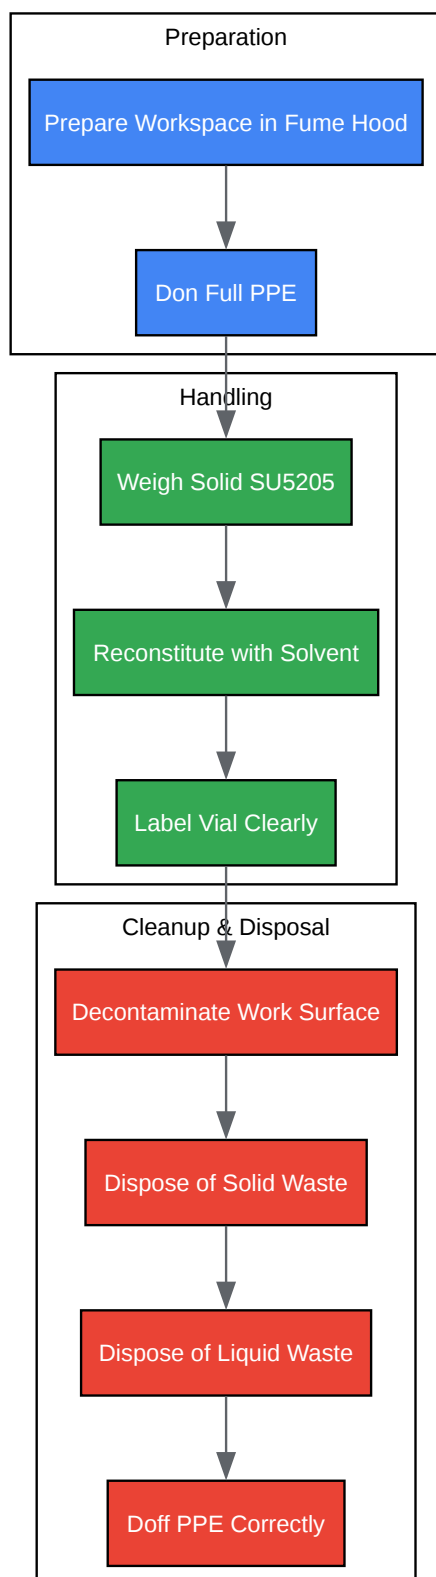 Preparation
Prepare Workspace in Fume Hood
Don Full PPE
Handling
Weigh Solid SU5205
Reconstitute with Solvent
Label Vial Clearly
Cleanup & Disposal
Decontaminate Work Surface
Dispose of Solid Waste
Dispose of Liquid Waste
Doff PPE Correctly